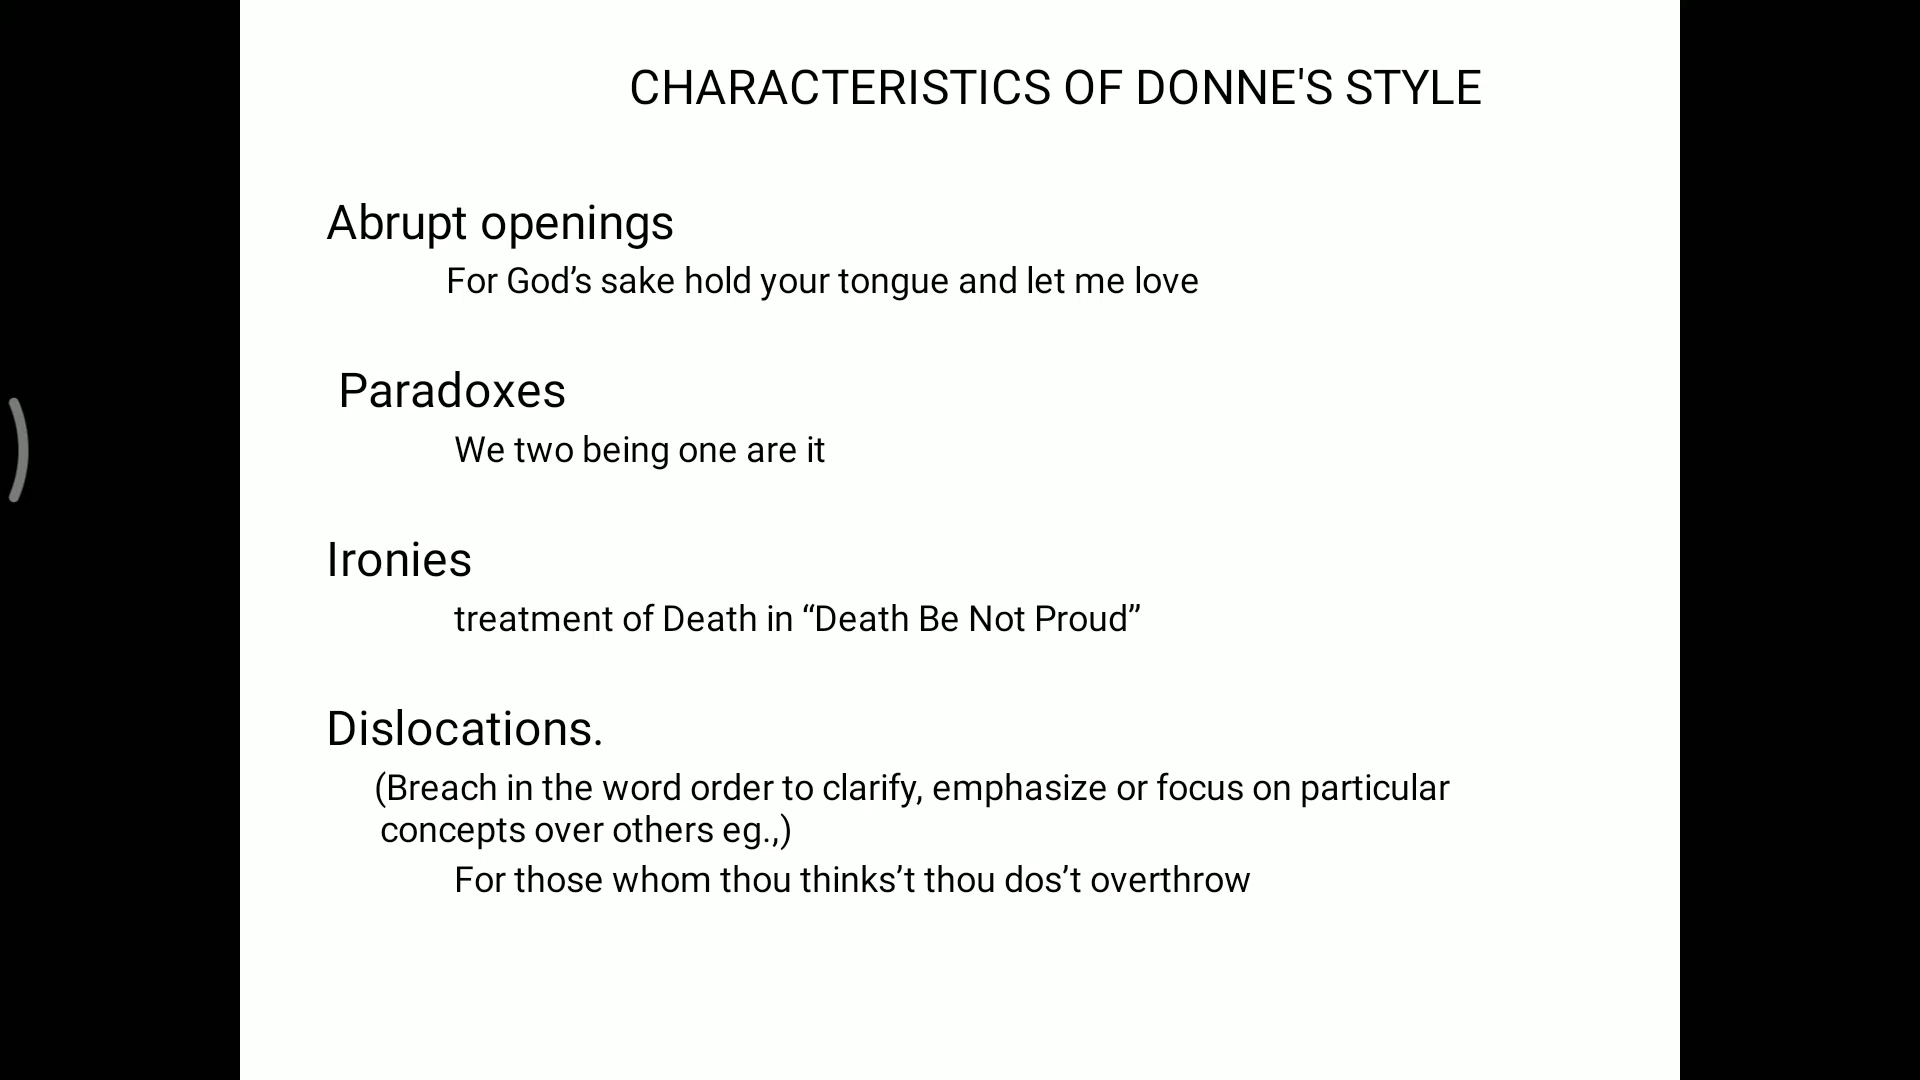 CHARACTERISTICS OF DONNE'S STYLE
Abrupt openings
For God’s sake hold your tongue and let me love
Paradoxes
We two being one are it
Ironies
treatment of Death in “Death Be Not Proud”
Dislocations.
(Breach in the word order to clarify, emphasize or focus on particular
concepts over others eg.,)
For those whom thou thinks’t thou dos’t overthrow